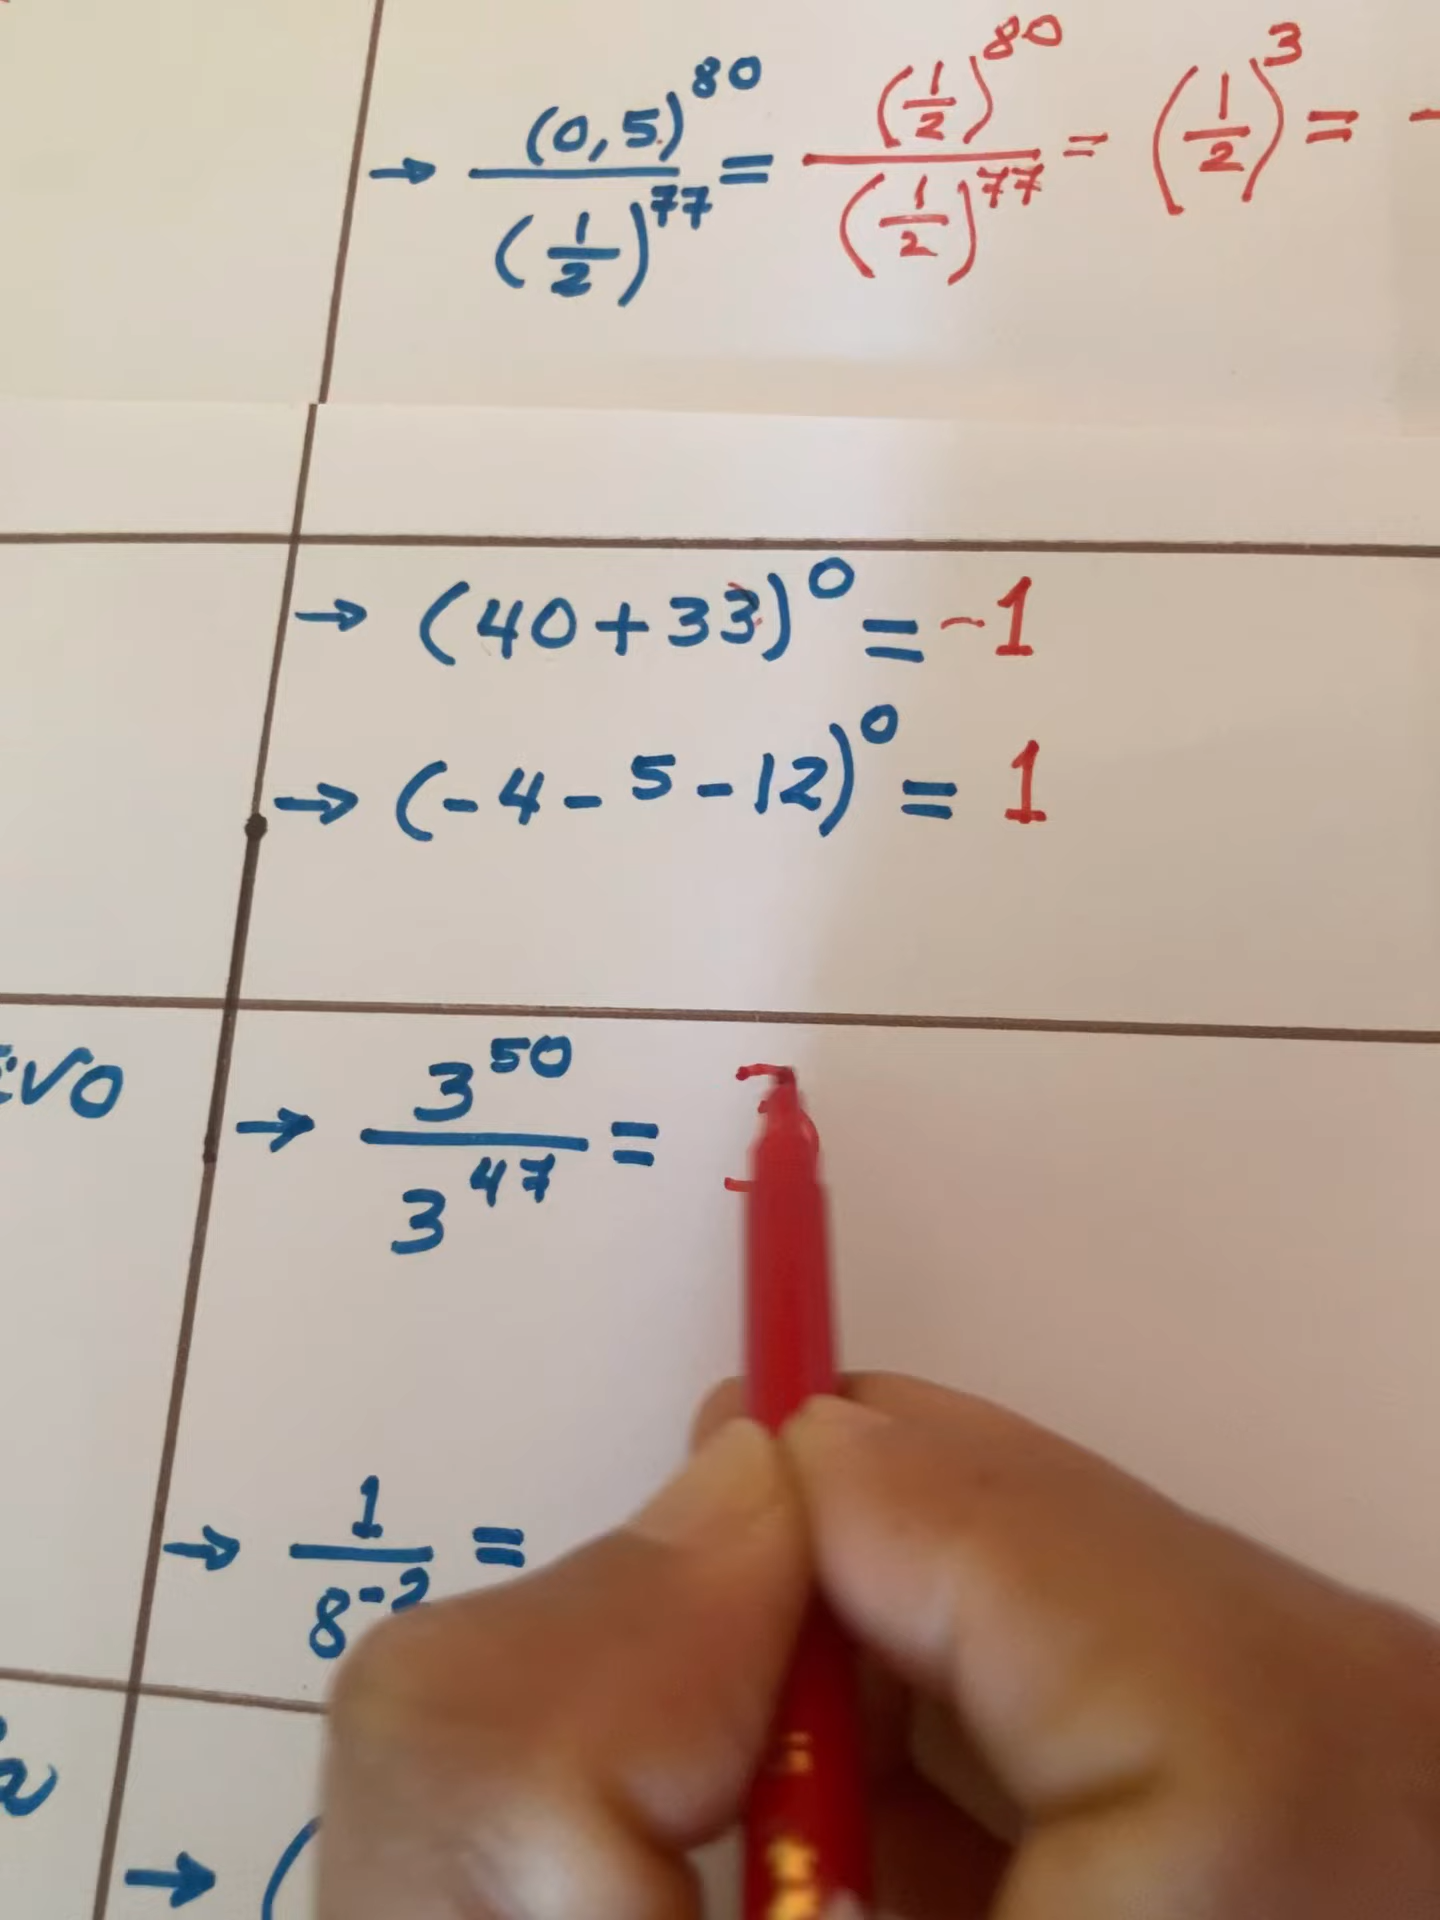 → (0,5)^80 / (1/2)^77 = (1/2)^80 / (1/2)^77 = (1/2)^3 =
→ (40+33)^0 = -1
→ (-4-5-12)^0 = 1
→ 3^50 / 3^47 = 3
→ 1 / 8^-2 =
→ (